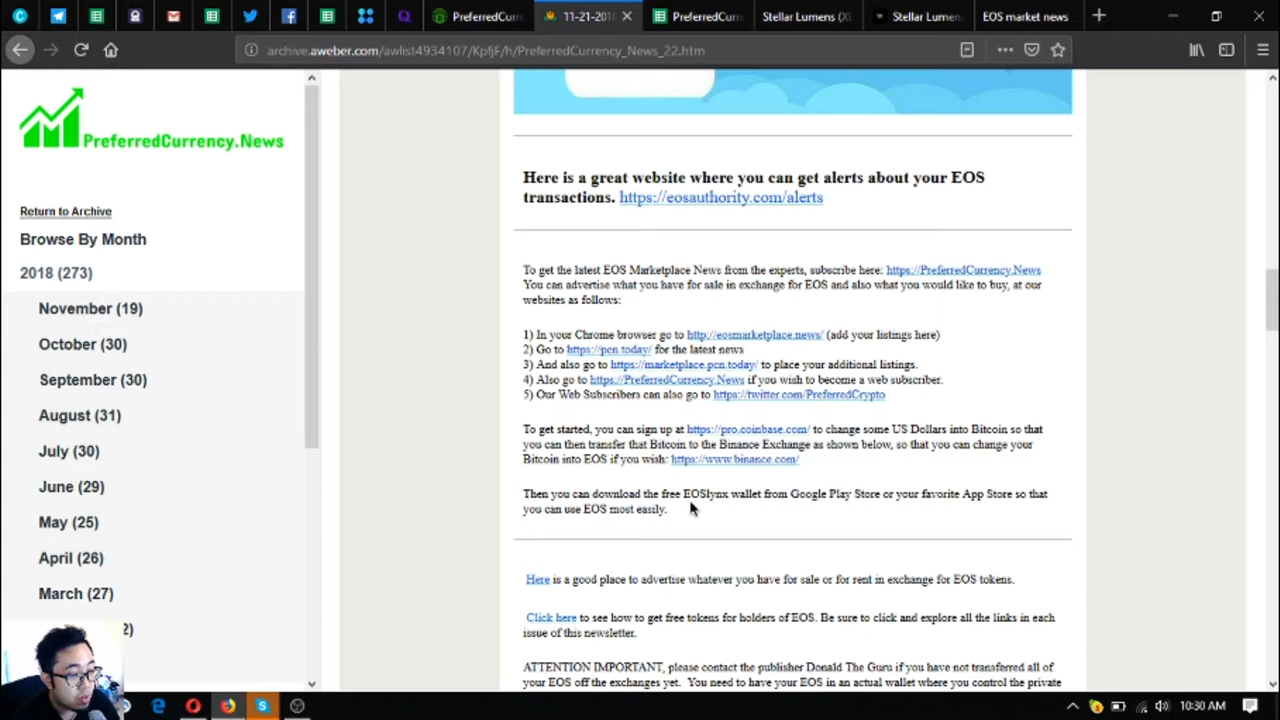 PreferredCurr
11-21-201
PreferredCur
Stellar Lumens (X
Stellar Lumen
EOS market news
archive.aweber.com/awlist4934107/KpfjF/h/PreferredCurrency_News_22.htm
PreferredCurrency.News
Return to Archive
Browse By Month
2018 (273)
November (19)
October (30)
September (30)
August (31)
July (30)
June (29)
May (25)
April (26)
March (27)
2)
Here is a great website where you can get alerts about your EOS
transactions. https://eosauthority.com/alerts
To get the latest EOS Marketplace News from the experts, subscribe here: https://PreferredCurrency.News
You can advertise what you have for sale in exchange for EOS and also what you would like to buy, at our
websites as follows:
1) In your Chrome browser go to http://eosmarketplace.news/ (add your listings here)
2) Go to https://pcn.today/ for the latest news
3) And also go to https://marketplace.pcn.today/ to place your additional listings.
4) Also go to https://PreferredCurrency.News if you wish to become a web subscriber.
5) Our Web Subscribers can also go to https://twitter.com/PreferredCrypto
To get started, you can sign up at https://pro.coinbase.com/ to change some US Dollars into Bitcoin so that
you can then transfer that Bitcoin to the Binance Exchange as shown below, so that you can change your
Bitcoin into EOS if you wish: https://www.binance.com/
Then you can download the free EOSlynx wallet from Google Play Store or your favorite App Store so that
you can use EOS most easily.
Here is a good place to advertise whatever you have for sale or for rent in exchange for EOS tokens.
Click here to see how to get free tokens for holders of EOS. Be sure to click and explore all the links in each
issue of this newsletter.
ATTENTION IMPORTANT, please contact the publisher Donald The Guru if you have not transferred all of
your EOS off the exchanges yet. You need to have your EOS in an actual wallet where you control the private
10:30 AM